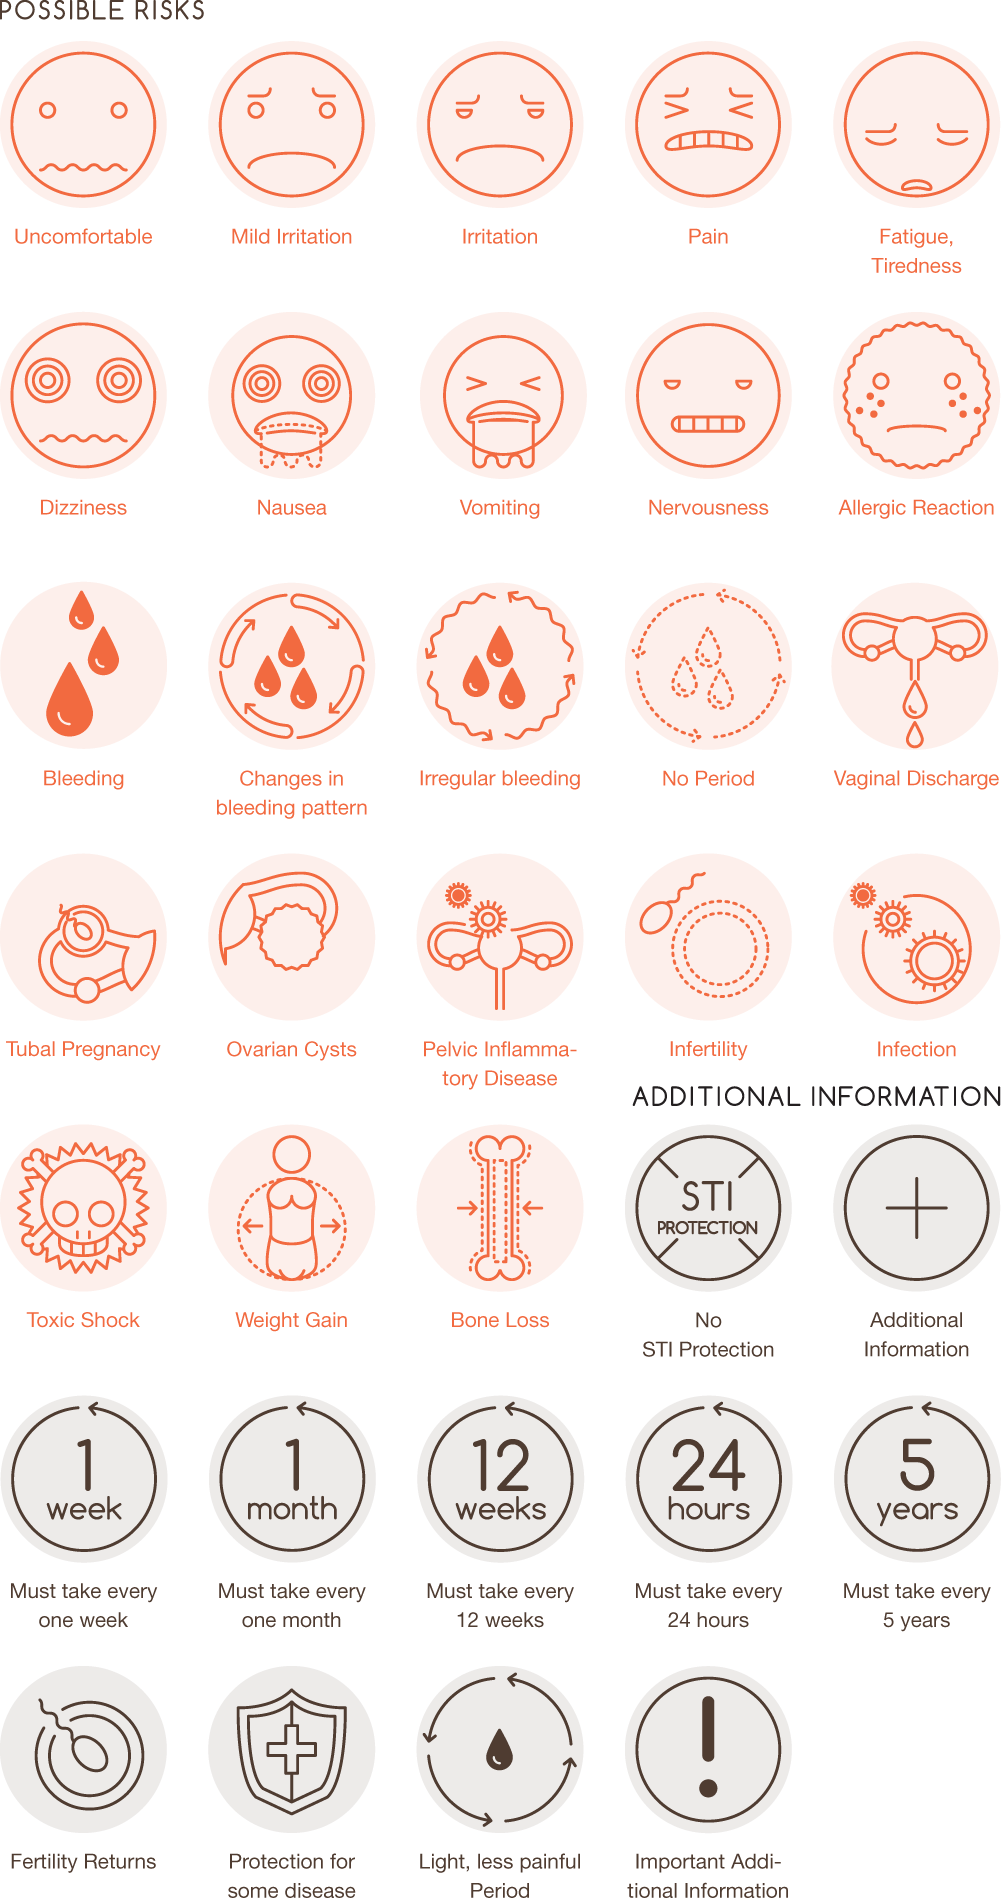 POSSIBLE RISKS
Uncomfortable
Mild Irritation
Irritation
Pain
Fatigue,
Tiredness
Dizziness
Nausea
Vomiting
Nervousness
Allergic Reaction
Bleeding
Changes in
bleeding pattern
Irregular bleeding
No Period
Vaginal Discharge
Tubal Pregnancy
Ovarian Cysts
Pelvic Inflamma-
tory Disease
Infertility
Infection
ADDITIONAL INFORMATION
Toxic Shock
Weight Gain
Bone Loss
STI
PROTECTION
No
STI Protection
Additional
Information
1
week
Must take every
one week
1
month
Must take every
one month
12
weeks
Must take every
12 weeks
24
hours
Must take every
24 hours
5
years
Must take every
5 years
Fertility Returns
Protection for
some disease
Light, less painful
Period
!
Important Addi-
tional Information